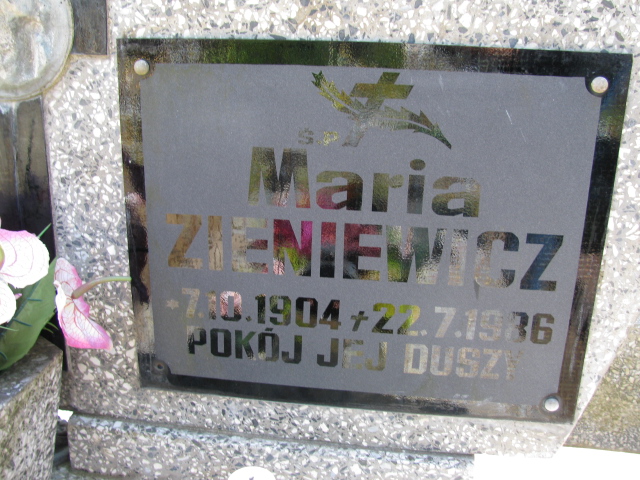 Ś.P.
Maria
ZIENIEWICZ
*7.10.1904 +22.7.1986
POKÓJ JEJ DUSZY